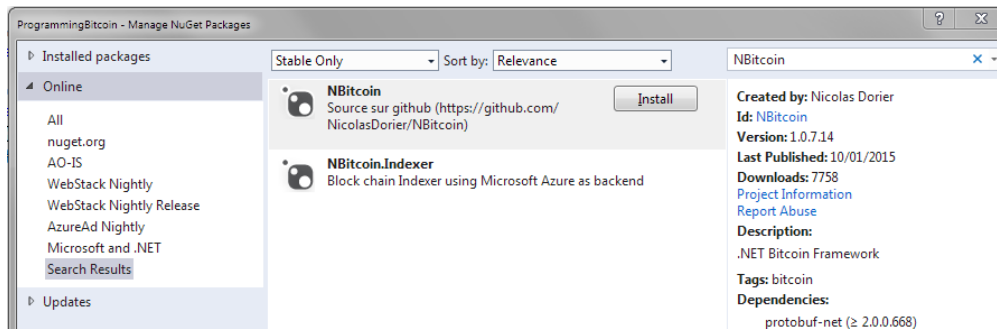 ProgrammingBitcoin - Manage NuGet Packages
Installed packages
Online
All
nuget.org
AO-IS
WebStack Nightly
WebStack Nightly Release
AzureAd Nightly
Microsoft and .NET
Search Results
Updates
Stable Only
Sort by: Relevance
NBitcoin
Source sur github (https://github.com/
NicolasDorier/NBitcoin)
Install
NBitcoin.Indexer
Block chain Indexer using Microsoft Azure as backend
NBitcoin
Created by: Nicolas Dorier
Id: NBitcoin
Version: 1.0.7.14
Last Published: 10/01/2015
Downloads: 7758
Project Information
Report Abuse
Description:
.NET Bitcoin Framework
Tags: bitcoin
Dependencies:
protobuf-net (≥ 2.0.0.668)